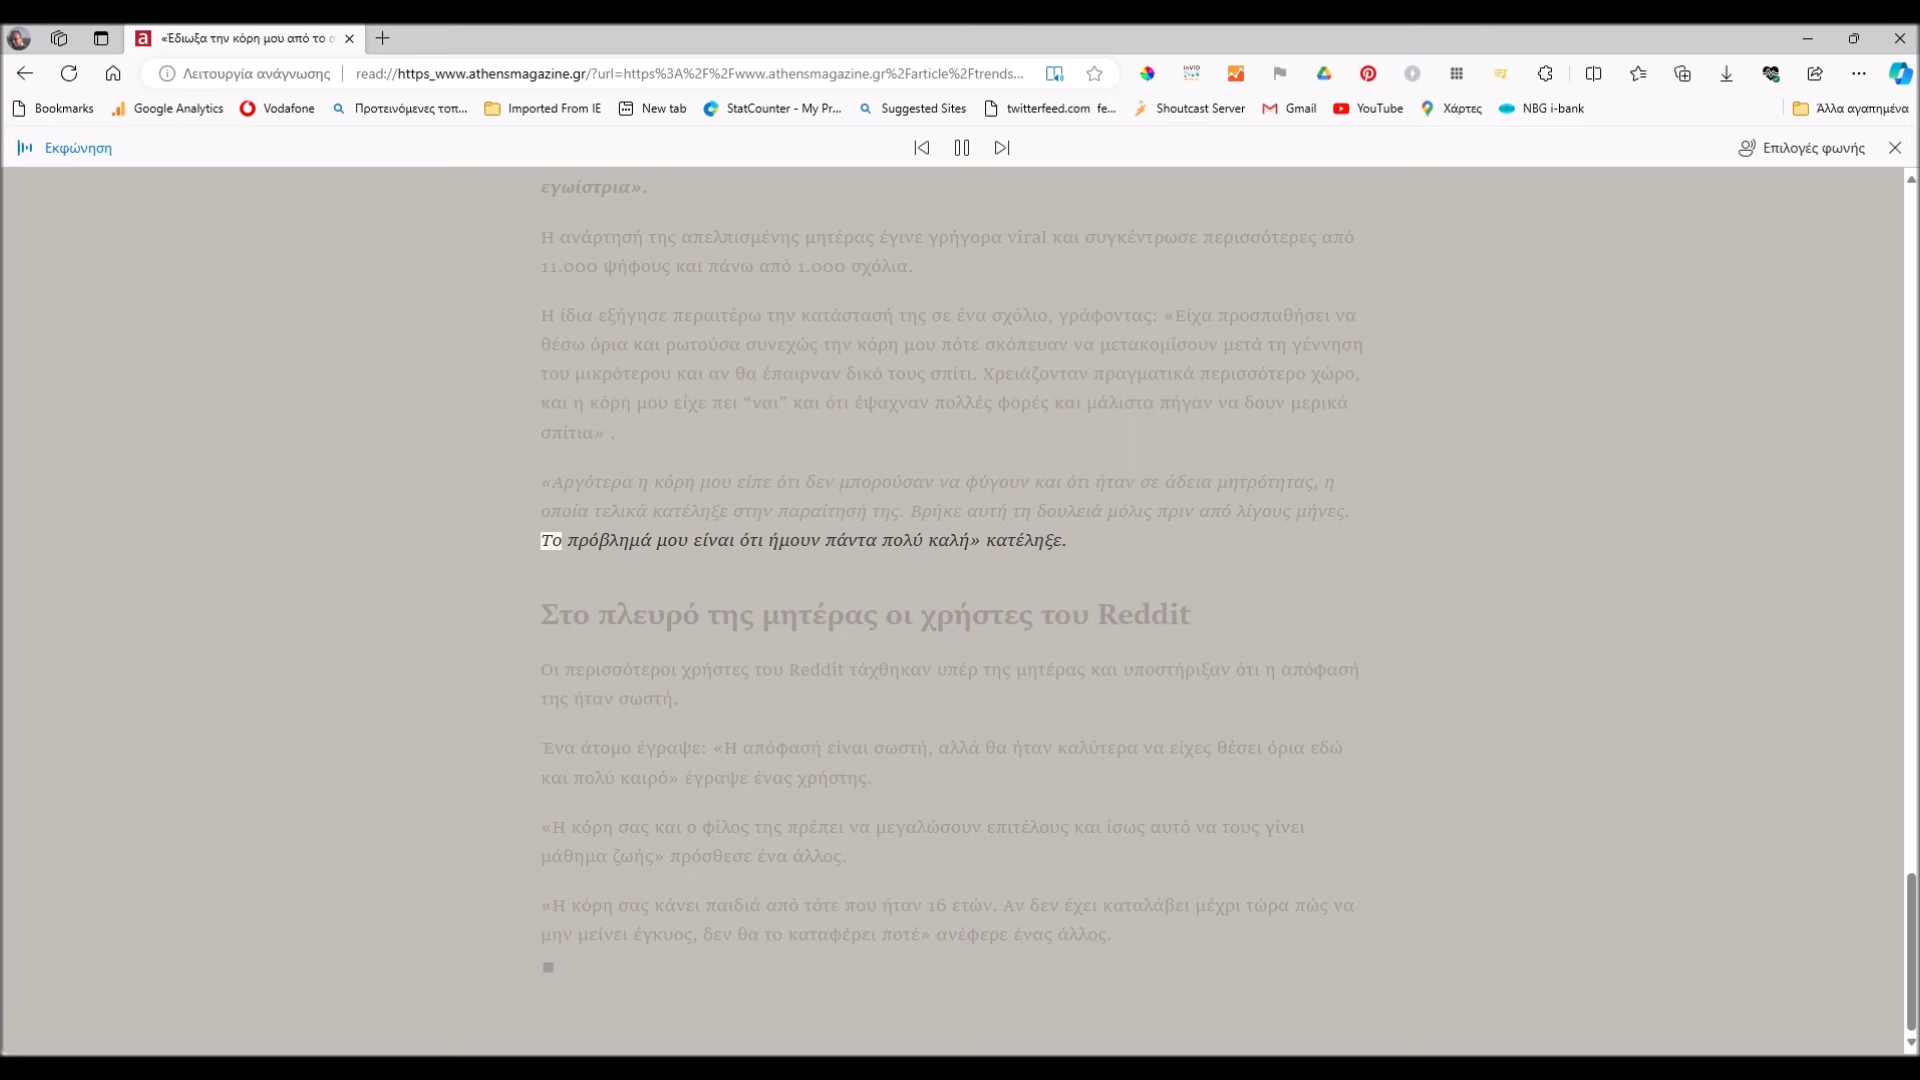 «Έδιωξα την κόρη μου από το σ
Λειτουργία ανάγνωσης
read://https_www.athensmagazine.gr/?url=https%3A%2F%2Fwww.athensmagazine.gr%2Farticle%2Ftrends...
Bookmarks
Google Analytics
Vodafone
Προτεινόμενες τοπ...
Imported From IE
New tab
StatCounter - My Pr...
Suggested Sites
twitterfeed.com fe...
Shoutcast Server
Gmail
YouTube
Χάρτες
NBG i-bank
Άλλα αγαπημένα
Εκφώνηση
Επιλογές φωνής
εγωίστρια».
Η ανάρτησή της απελπισμένης μητέρας έγινε γρήγορα viral και συγκέντρωσε περισσότερες από
11.000 ψήφους και πάνω από 1.000 σχόλια.
Η ίδια εξήγησε περαιτέρω την κατάστασή της σε ένα σχόλιο, γράφοντας: «Είχα προσπαθήσει να
θέσω όρια και ρωτούσα συνεχώς την κόρη μου πότε σκόπευαν να μετακομίσουν μετά τη γέννηση
του μικρότερου και αν θα έπαιρναν δικό τους σπίτι. Χρειάζονταν πραγματικά περισσότερο χώρο,
και η κόρη μου είχε πει “ναι” και ότι έψαχναν πολλές φορές και μάλιστα πήγαν να δουν μερικά
σπίτια» .
«Αργότερα η κόρη μου είπε ότι δεν μπορούσαν να φύγουν και ότι ήταν σε άδεια μητρότητας, η
οποία τελικά κατέληξε στην παραίτησή της. Βρήκε αυτή τη δουλειά μόλις πριν από λίγους μήνες.
Το πρόβλημά μου είναι ότι ήμουν πάντα πολύ καλή» κατέληξε.
Στο πλευρό της μητέρας οι χρήστες του Reddit
Οι περισσότεροι χρήστες του Reddit τάχθηκαν υπέρ της μητέρας και υποστήριξαν ότι η απόφασή
της ήταν σωστή.
Ένα άτομο έγραψε: «Η απόφασή είναι σωστή, αλλά θα ήταν καλύτερα να είχες θέσει όρια εδώ
και πολύ καιρό» έγραψε ένας χρήστης.
«Η κόρη σας και ο φίλος της πρέπει να μεγαλώσουν επιτέλους και ίσως αυτό να τους γίνει
μάθημα ζωής» πρόσθεσε ένα άλλος.
«Η κόρη σας κάνει παιδιά από τότε που ήταν 16 ετών. Αν δεν έχει καταλάβει μέχρι τώρα πώς να
μην μείνει έγκυος, δεν θα το καταφέρει ποτέ» ανέφερε ένας άλλος.